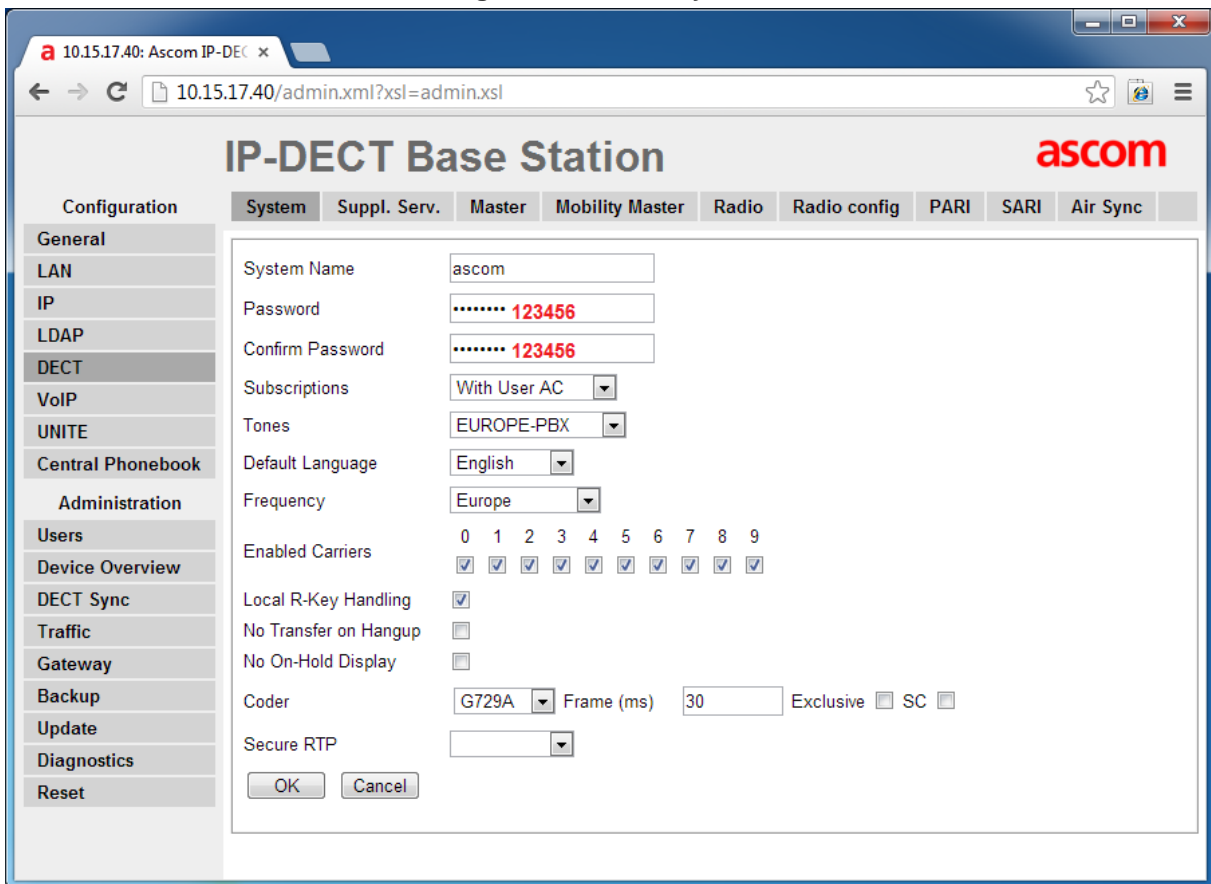 10.15.17.40: Ascom IP-DEC
10.15.17.40/admin.xml?xsl=admin.xsl
IP-DECT Base Station
ascom
Configuration
System Suppl. Serv. Master Mobility Master Radio Radio config PARI SARI Air Sync
General
LAN
IP
LDAP
DECT
VoIP
UNITE
Central Phonebook
Administration
Users
Device Overview
DECT Sync
Traffic
Gateway
Backup
Update
Diagnostics
Reset
System Name ascom
Password •••••••• 123456
Confirm Password •••••••• 123456
Subscriptions With User AC
Tones EUROPE-PBX
Default Language English
Frequency Europe
0 1 2 3 4 5 6 7 8 9
Enabled Carriers
Local R-Key Handling
No Transfer on Hangup
No On-Hold Display
Coder G729A Frame (ms) 30 Exclusive SC
Secure RTP
OK Cancel